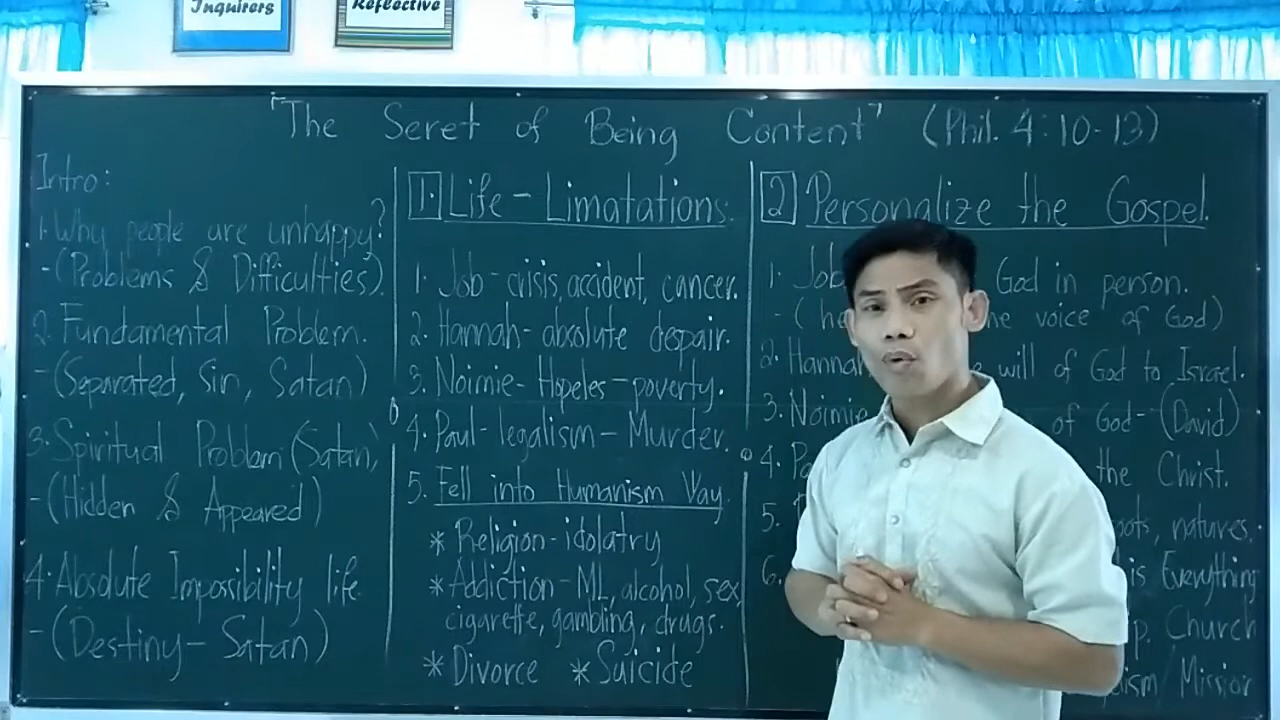 Inquirers
Reflective
"The Seret of Being Content" (Phil. 4:10-13)
Intro:
1. Why people are unhappy?
-(Problems & Difficulties).
2. Fundamental Problem.
-(Separated, Sin, Satan)
3. Spiritual Problem (Satan)
-(Hidden & Appeared)
4. Absolute Impossibility life
-(Destiny- Satan)
1. Life - Limatations.
1. Job - crisis, accident, cancer.
2. Hannah- absolute despair.
3. Noimie- Hopeles - poverty.
4. Paul- legalism - Murder.
5. Fell into Humanism Way.
* Religion- idolatry
* Addiction - ML, alcohol, sex,
cigarette, gambling, drugs.
* Divorce * Suicide
2 Personalize the Gospel.
1. Job God in person.
- (he the voice of God)
2. Hannah will of God to Israel.
3. Noimie of God- (David)
4. Pa the Christ.
5. natures.
6. is Everything
Church
Mission